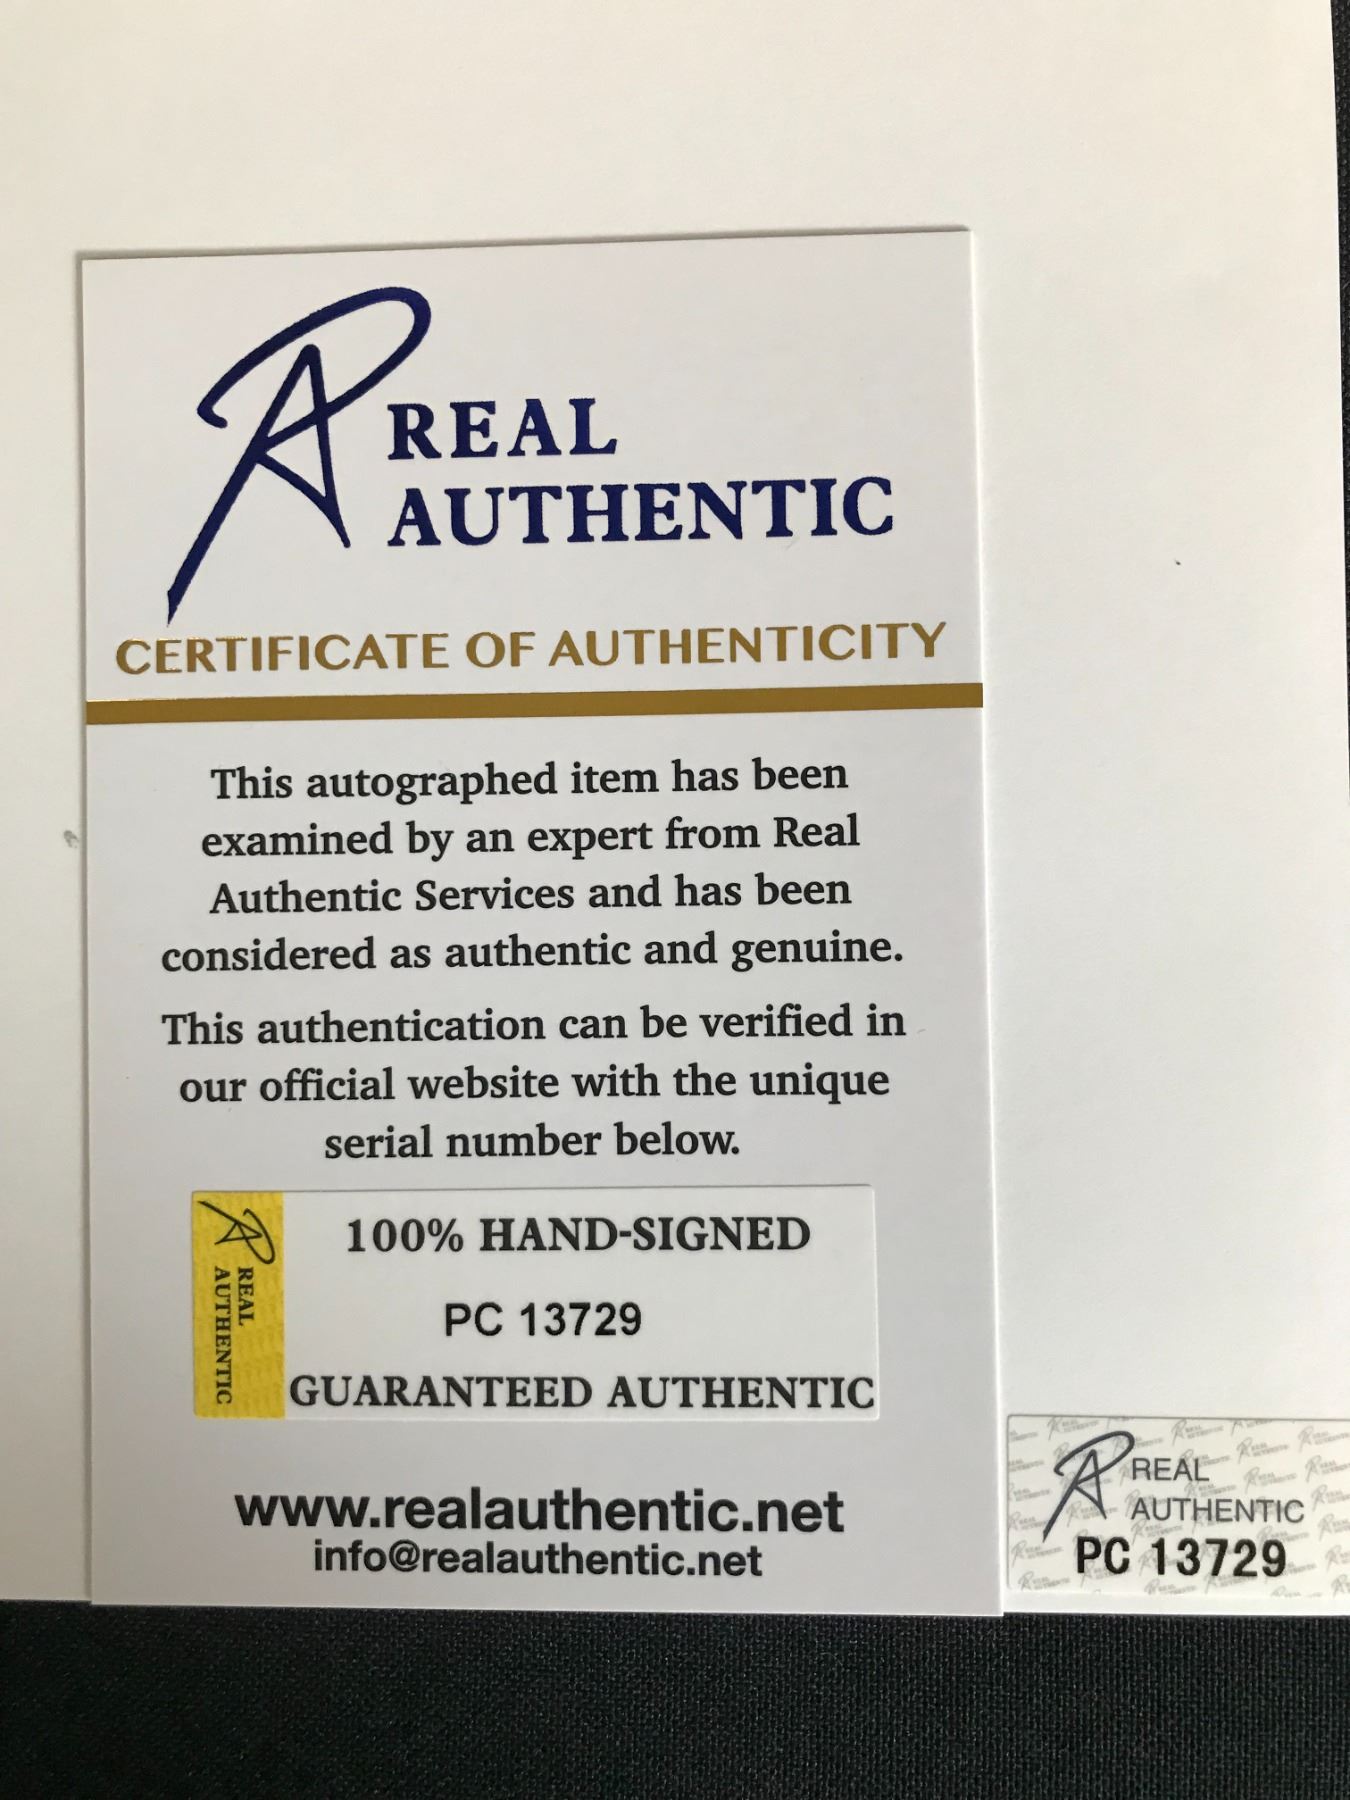 REAL
AUTHENTIC
CERTIFICATE OF AUTHENTICITY
This autographed item has been
examined by an expert from Real
Authentic Services and has been
considered as authentic and genuine.
This authentication can be verified in
our official website with the unique
serial number below.
REAL
AUTHENTIC
100% HAND-SIGNED
PC 13729
GUARANTEED AUTHENTIC
www.realauthentic.net
info@realauthentic.net
REAL
AUTHENTIC
PC 13729